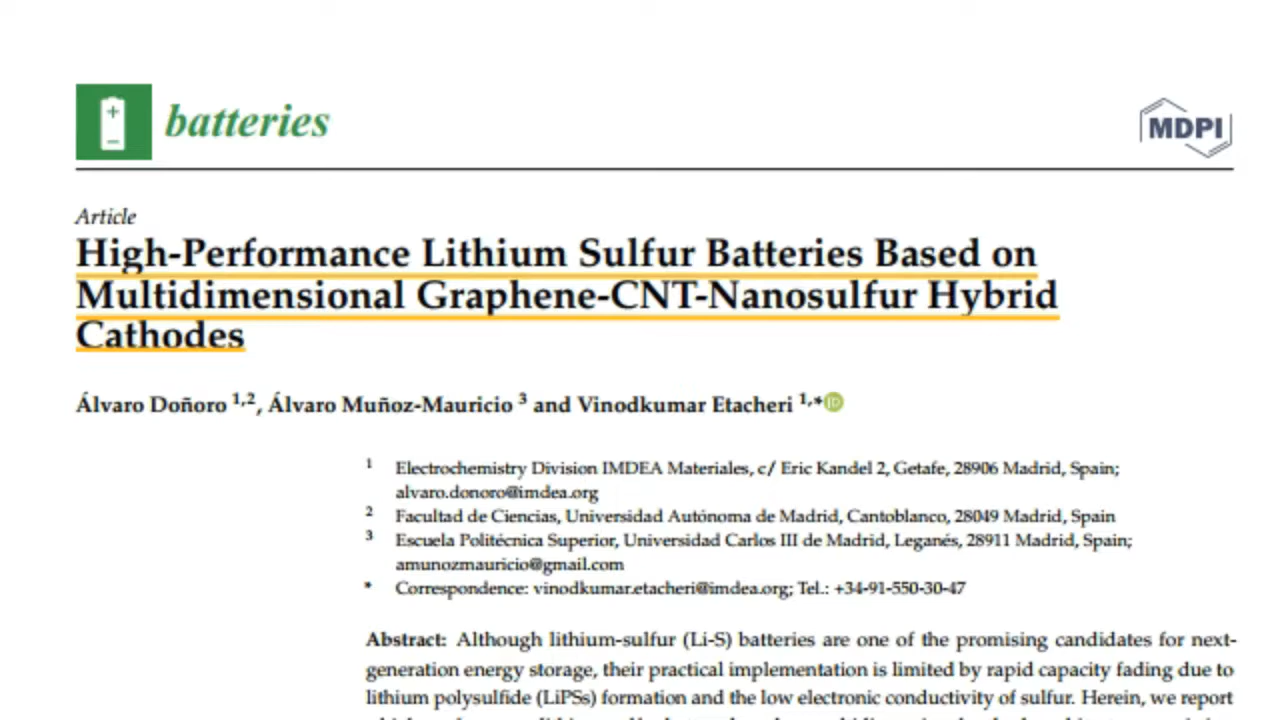 batteries
MDPI
Article
High-Performance Lithium Sulfur Batteries Based on
Multidimensional Graphene-CNT-Nanosulfur Hybrid
Cathodes
Álvaro Doñoro 1,2, Álvaro Muñoz-Mauricio 3 and Vinodkumar Etacheri 1,* iD
1 Electrochemistry Division IMDEA Materiales, c/ Eric Kandel 2, Getafe, 28906 Madrid, Spain;
alvaro.donoro@imdea.org
2 Facultad de Ciencias, Universidad Autónoma de Madrid, Cantoblanco, 28049 Madrid, Spain
3 Escuela Politécnica Superior, Universidad Carlos III de Madrid, Leganés, 28911 Madrid, Spain;
amunozmauricio@gmail.com
* Correspondence: vinodkumar.etacheri@imdea.org; Tel.: +34-91-550-30-47
Abstract: Although lithium-sulfur (Li-S) batteries are one of the promising candidates for next-
generation energy storage, their practical implementation is limited by rapid capacity fading due to
lithium polysulfide (LiPSs) formation and the low electronic conductivity of sulfur. Herein, we report